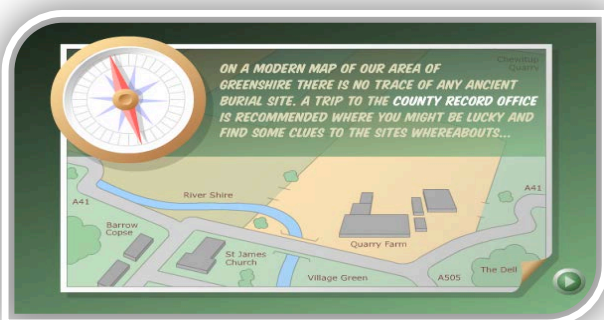 ON A MODERN MAP OF OUR AREA OF
GREENSHIRE THERE IS NO TRACE OF ANY ANCIENT
BURIAL SITE. A TRIP TO THE COUNTY RECORD OFFICE
IS RECOMMENDED WHERE YOU MIGHT BE LUCKY AND
FIND SOME CLUES TO THE SITES WHEREABOUTS...
Quarry
A41
River Shire
A41
Barrow
Copse
St James
Church
Quarry Farm
Village Green
A505
The Dell